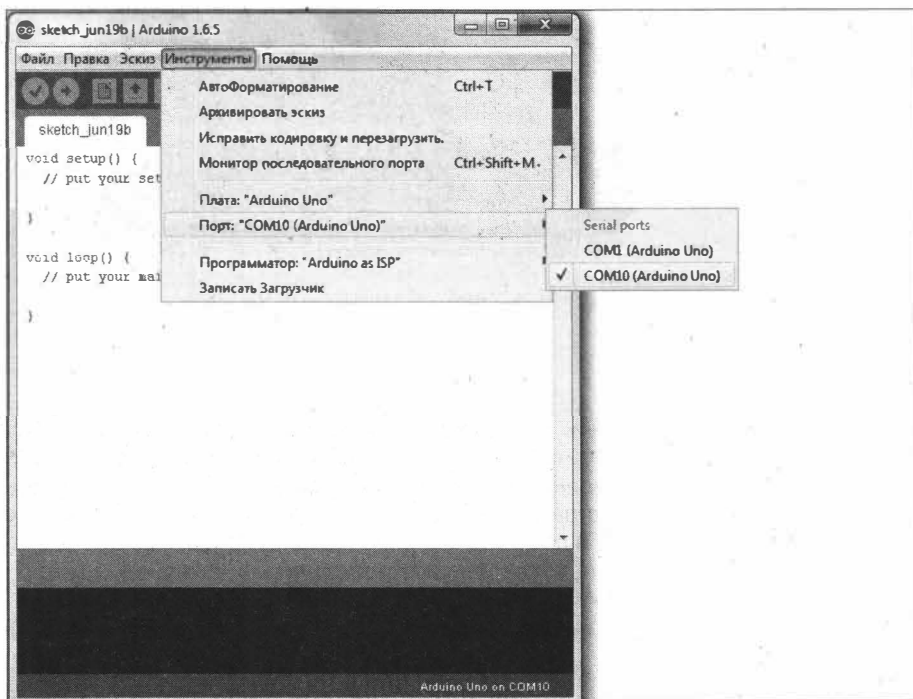 sketch_jun19b | Arduino 1.6.5
Файл Правка Эскиз Инструменты Помощь
АвтоФорматирование Ctrl+T
Архивировать эскиз
Исправить кодировку и перезагрузить.
Монитор последовательного порта Ctrl+Shift+M
Плата: "Arduino Uno"
Порт: "COM10 (Arduino Uno)"
Программатор: "Arduino as ISP"
Записать Загрузчик
Serial ports
COM1 (Arduino Uno)
COM10 (Arduino Uno)
sketch_jun19b
void setup() {
// put your set
}
void loop() {
// put your mai
}
Arduino Uno on COM10